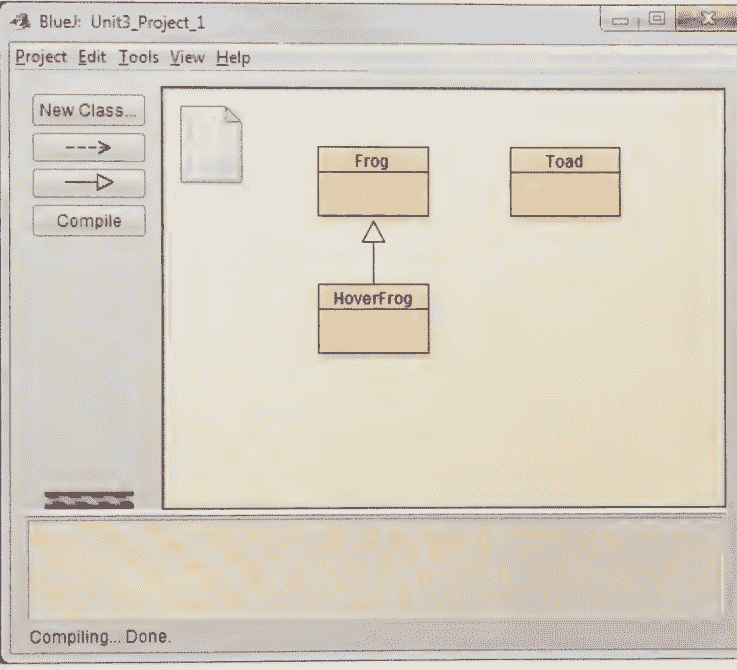 BlueJ: Unit3_Project_1
Project Edit Tools View Help
New Class...
Compile
Frog
Toad
HoverFrog
Compiling... Done.